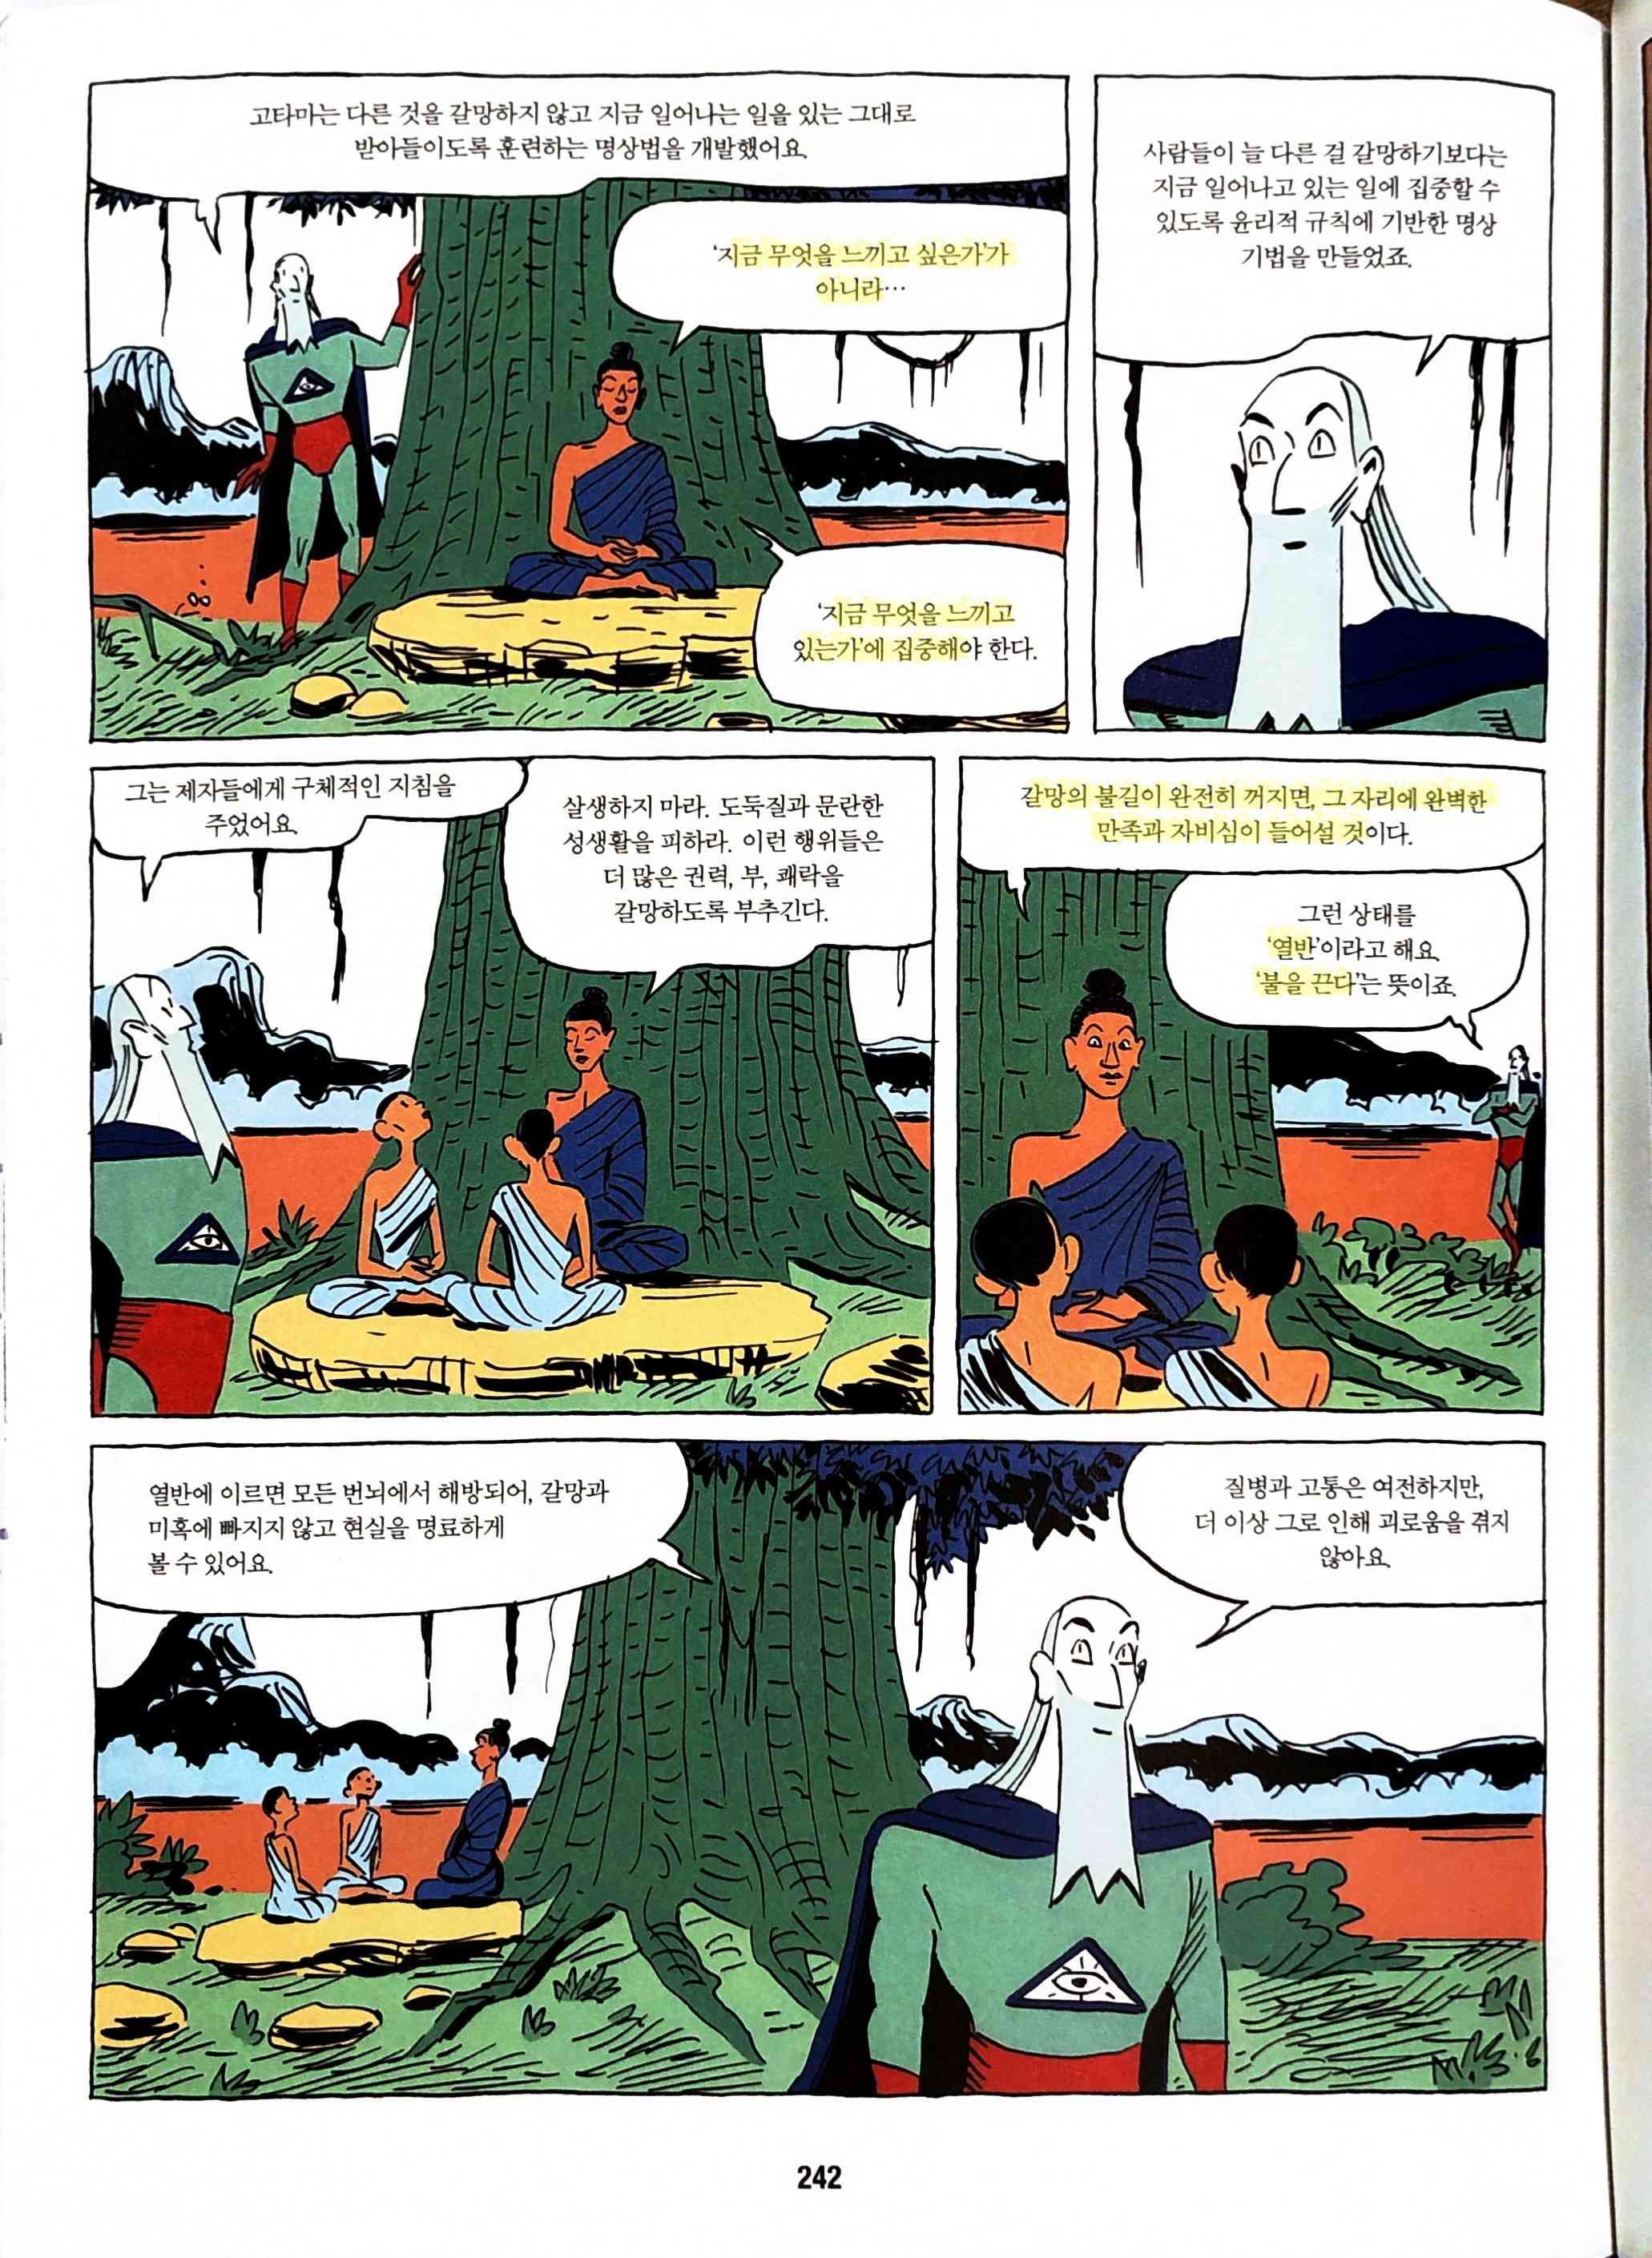 고타마는 다른 것을 갈망하지 않고 지금 일어나는 일을 있는 그대로
받아들이도록 훈련하는 명상법을 개발했어요.
'지금 무엇을 느끼고 싶은가'가
아니라…
'지금 무엇을 느끼고
있는가'에 집중해야 한다.
사람들이 늘 다른 걸 갈망하기보다는
지금 일어나고 있는 일에 집중할 수
있도록 윤리적 규칙에 기반한 명상
기법을 만들었죠.
그는 제자들에게 구체적인 지침을
주었어요.
살생하지 마라. 도둑질과 문란한
성생활을 피하라. 이런 행위들은
더 많은 권력, 부, 쾌락을
갈망하도록 부추긴다.
갈망의 불길이 완전히 꺼지면, 그 자리에 완벽한
만족과 자비심이 들어설 것이다.
그런 상태를
'열반'이라고 해요.
'불을 끈다'는 뜻이죠.
열반에 이르면 모든 번뇌에서 해방되어, 갈망과
미혹에 빠지지 않고 현실을 명료하게
볼 수 있어요.
질병과 고통은 여전하지만,
더 이상 그로 인해 괴로움을 겪지
않아요.
242